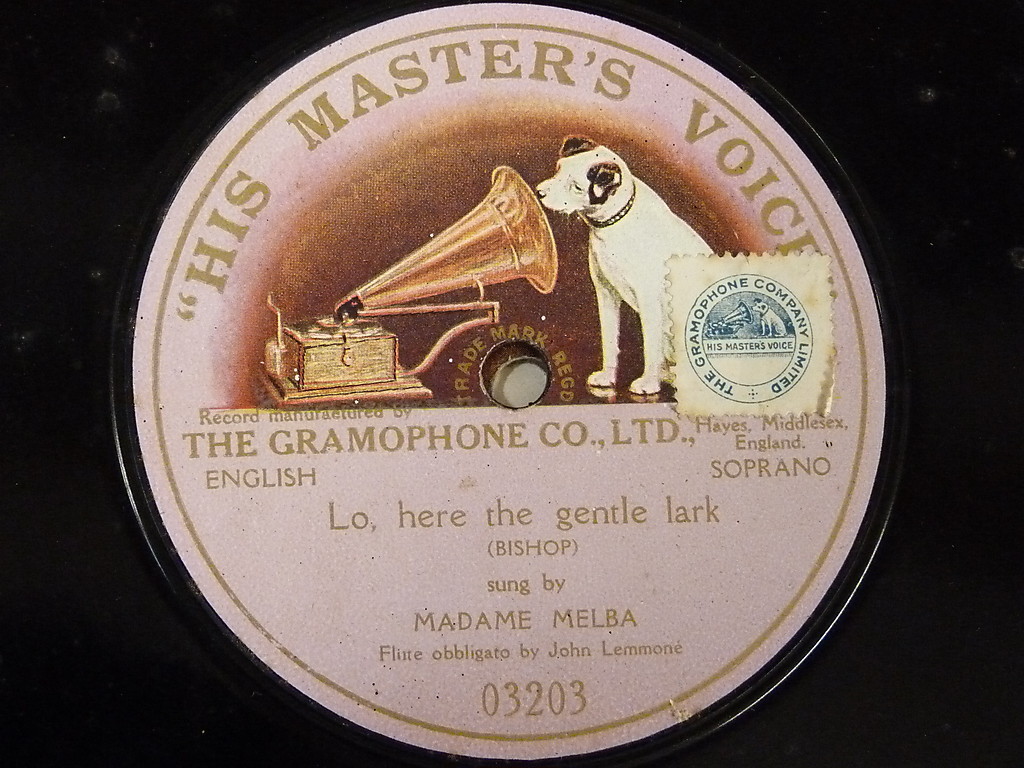 "HIS MASTER'S VOICE"
TRADE MARK REGD
THE GRAMOPHONE COMPANY LIMITED
HIS MASTER'S VOICE
Record manufactured by
THE GRAMOPHONE CO., LTD., Hayes, Middlesex, England.
ENGLISH
SOPRANO
Lo, here the gentle lark
(BISHOP)
sung by
MADAME MELBA
Flute obbligato by John Lemmoné
03203